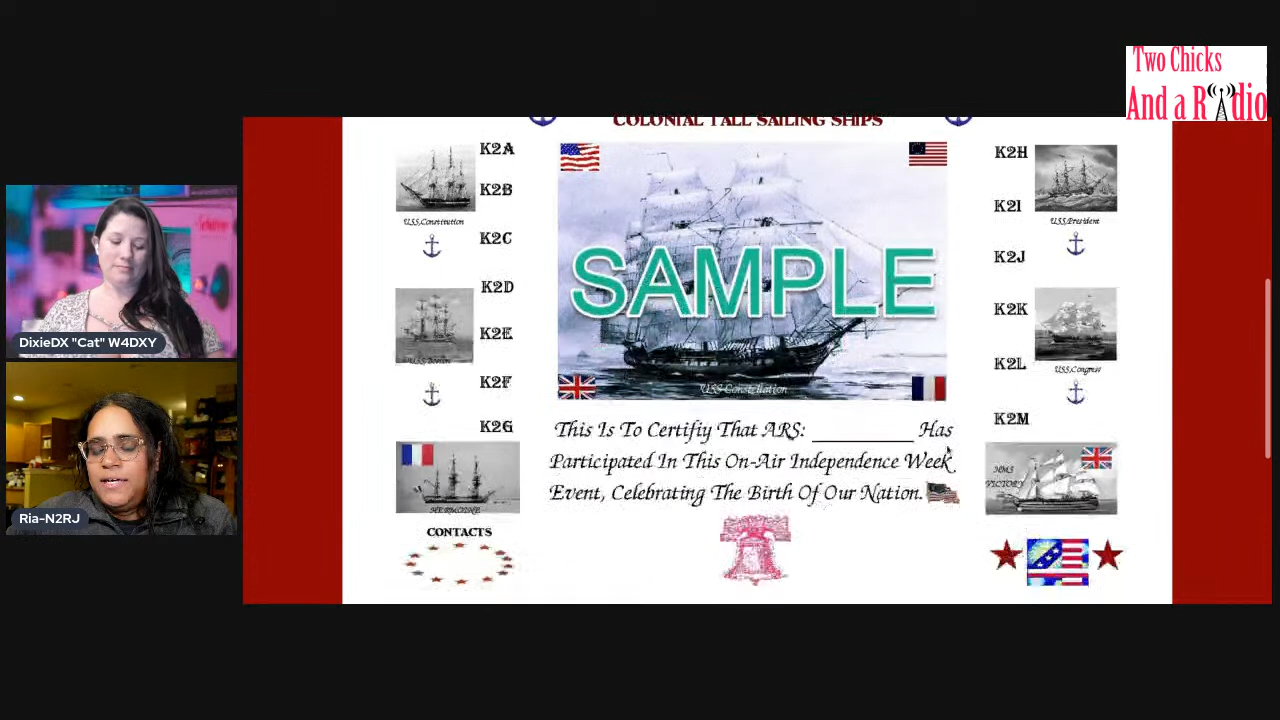 Two Chicks
And a Radio
COLONIAL TALL SAILING SHIPS
K2A
K2B
USS,Constitution
K2C
K2D
K2E
K2F
K2G
HERMOINE
CONTACTS
SAMPLE
USS Constellation
This Is To Certifiy That ARS: __________ Has
Participated In This On-Air Independence Week
Event, Celebrating The Birth Of Our Nation.
K2H
K2I
USS,President
K2J
K2K
K2L
USS,Congress
K2M
HMS
VICTORY
DixieDX "Cat" W4DXY
Ria-N2RJ